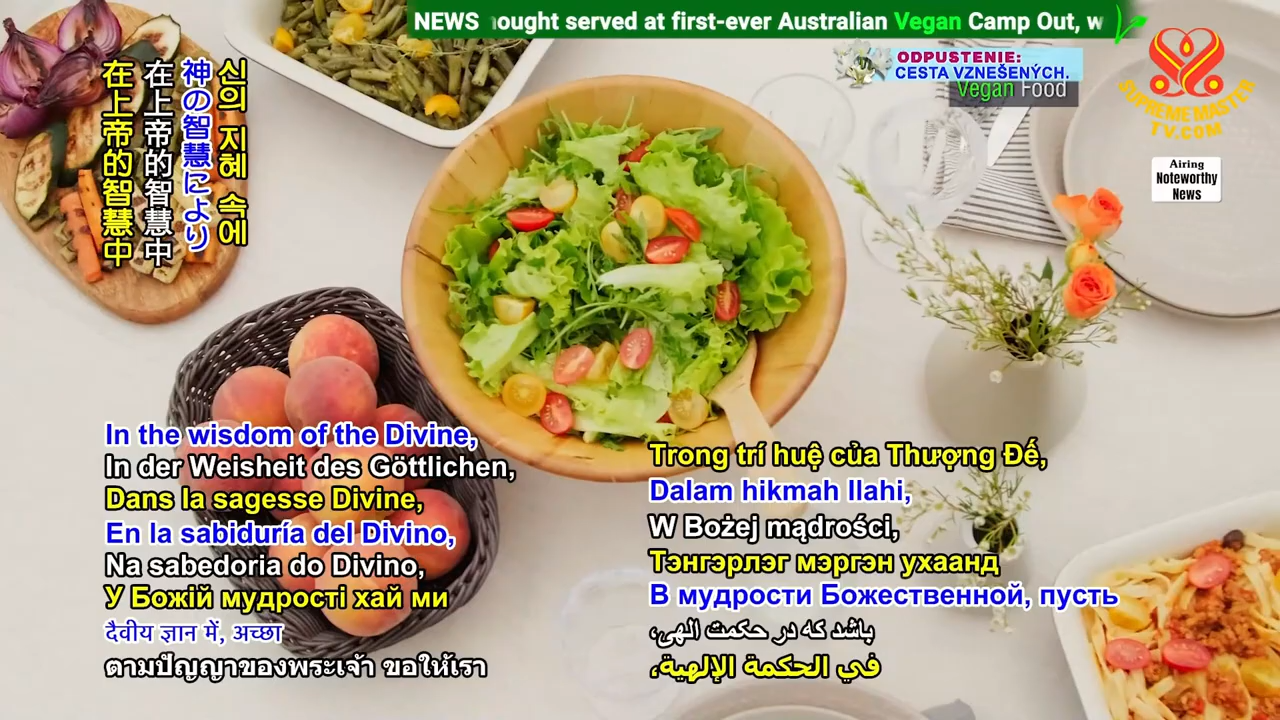 NEWS ought served at first-ever Australian Vegan Camp Out, w
ODPUSTENIE:
CESTA VZNEŠENÝCH.
Vegan Food
SUPREME MASTER
TV.COM
Airing
Noteworthy
News
신의 지혜 속에
神の智慧により
在上帝的智慧中
在上帝的智慧中
In the wisdom of the Divine,
In der Weisheit des Göttlichen,
Dans la sagesse Divine,
En la sabiduría del Divino,
Na sabedoria do Divino,
У Божій мудрості хай ми
दैवीय ज्ञान में, अच्छा
ตามปัญญาของพระเจ้า ขอให้เรา
Trong trí huệ của Thượng Đế,
Dalam hikmah Ilahi,
W Bożej mądrości,
Тэнгэрлэг мэргэн ухаанд
В мудрости Божественной, пусть
باشد که در حکمت الهی،
في الحكمة الإلهية،